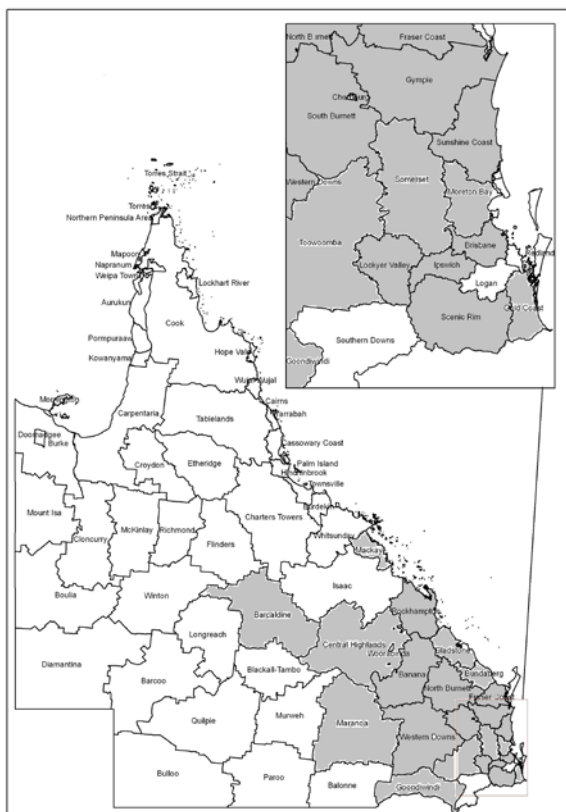 North Burnett
Fraser Coast
Gympie
Cherbourg
South Burnett
Sunshine Coast
Somerset
Western Downs
Moreton Bay
Toowoomba
Brisbane
Redland
Lockyer Valley
Ipswich
Logan
Gold Coast
Scenic Rim
Southern Downs
Goondiwindi
Torres Strait
Torres
Northern Peninsula Area
Mapoon
Napranum
Weipa Town
Lockhart River
Aurukun
Cook
Pormpuraaw
Kowanyama
Hope Vale
Wujal Wujal
Mornington
Cairns
Yarrabah
Carpentaria
Tablelands
Doomadgee
Burke
Cassowary Coast
Croydon
Etheridge
Palm Island
Hinchinbrook
Townsville
Burdekin
Mount Isa
Cloncurry
McKinlay
Richmond
Flinders
Charters Towers
Whitsunday
Mackay
Boulia
Winton
Isaac
Barcaldine
Rockhampton
Longreach
Central Highlands
Woorabinda
Gladstone
Diamantina
Barcoo
Blackall-Tambo
Banana
Bundaberg
North Burnett
Fraser Coast
Quilpie
Murweh
Maranoa
Western Downs
Bulloo
Paroo
Balonne
Goondiwindi